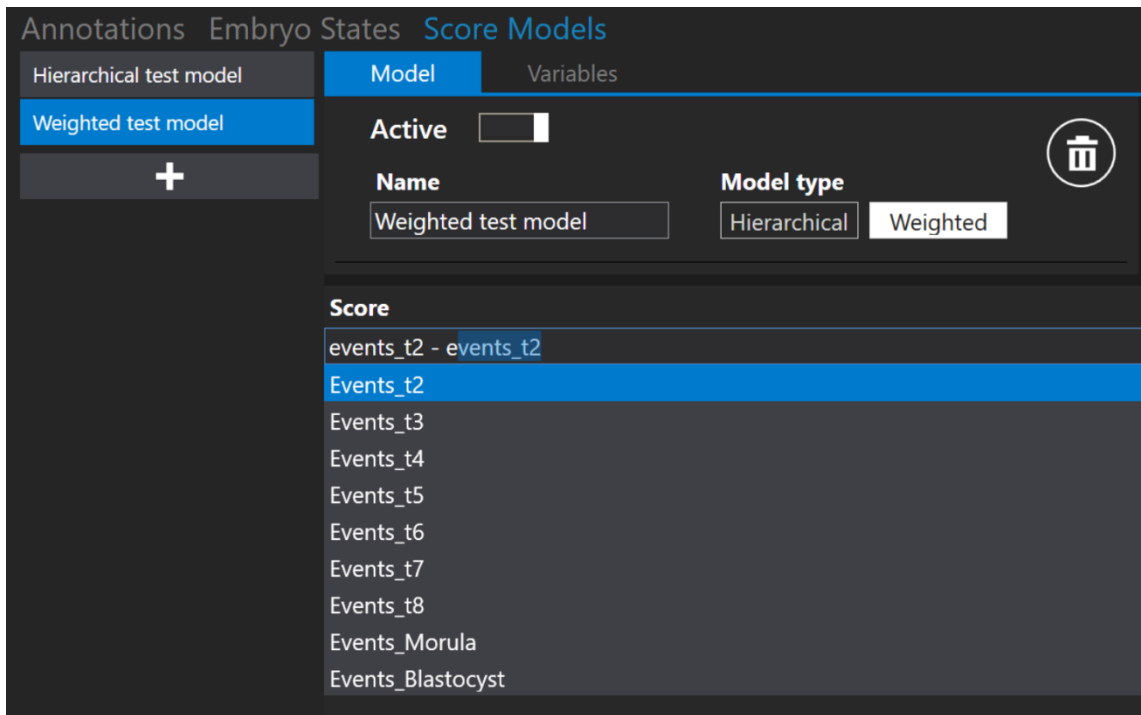 Annotations Embryo States Score Models
Hierarchical test model
Weighted test model
Model Variables
Active
Name
Weighted test model
Model type
Hierarchical Weighted
Score
events_t2 - events_t2
Events_t2
Events_t3
Events_t4
Events_t5
Events_t6
Events_t7
Events_t8
Events_Morula
Events_Blastocyst